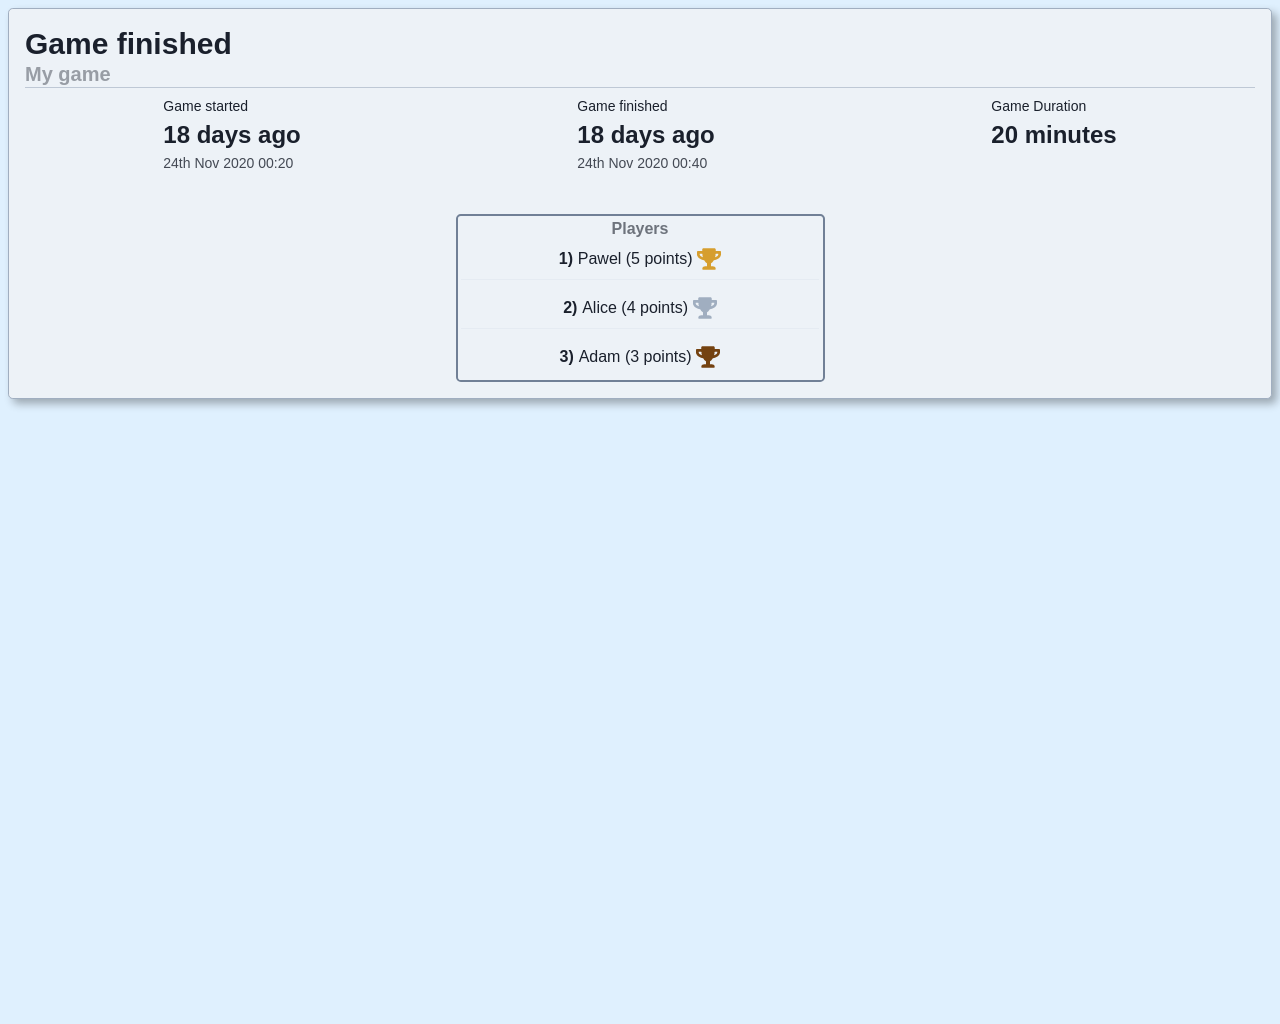 Game finished
My game
Game started
18 days ago
24th Nov 2020 00:20
Game finished
18 days ago
24th Nov 2020 00:40
Game Duration
20 minutes
Players
1) Pawel (5 points)
2) Alice (4 points)
3) Adam (3 points)